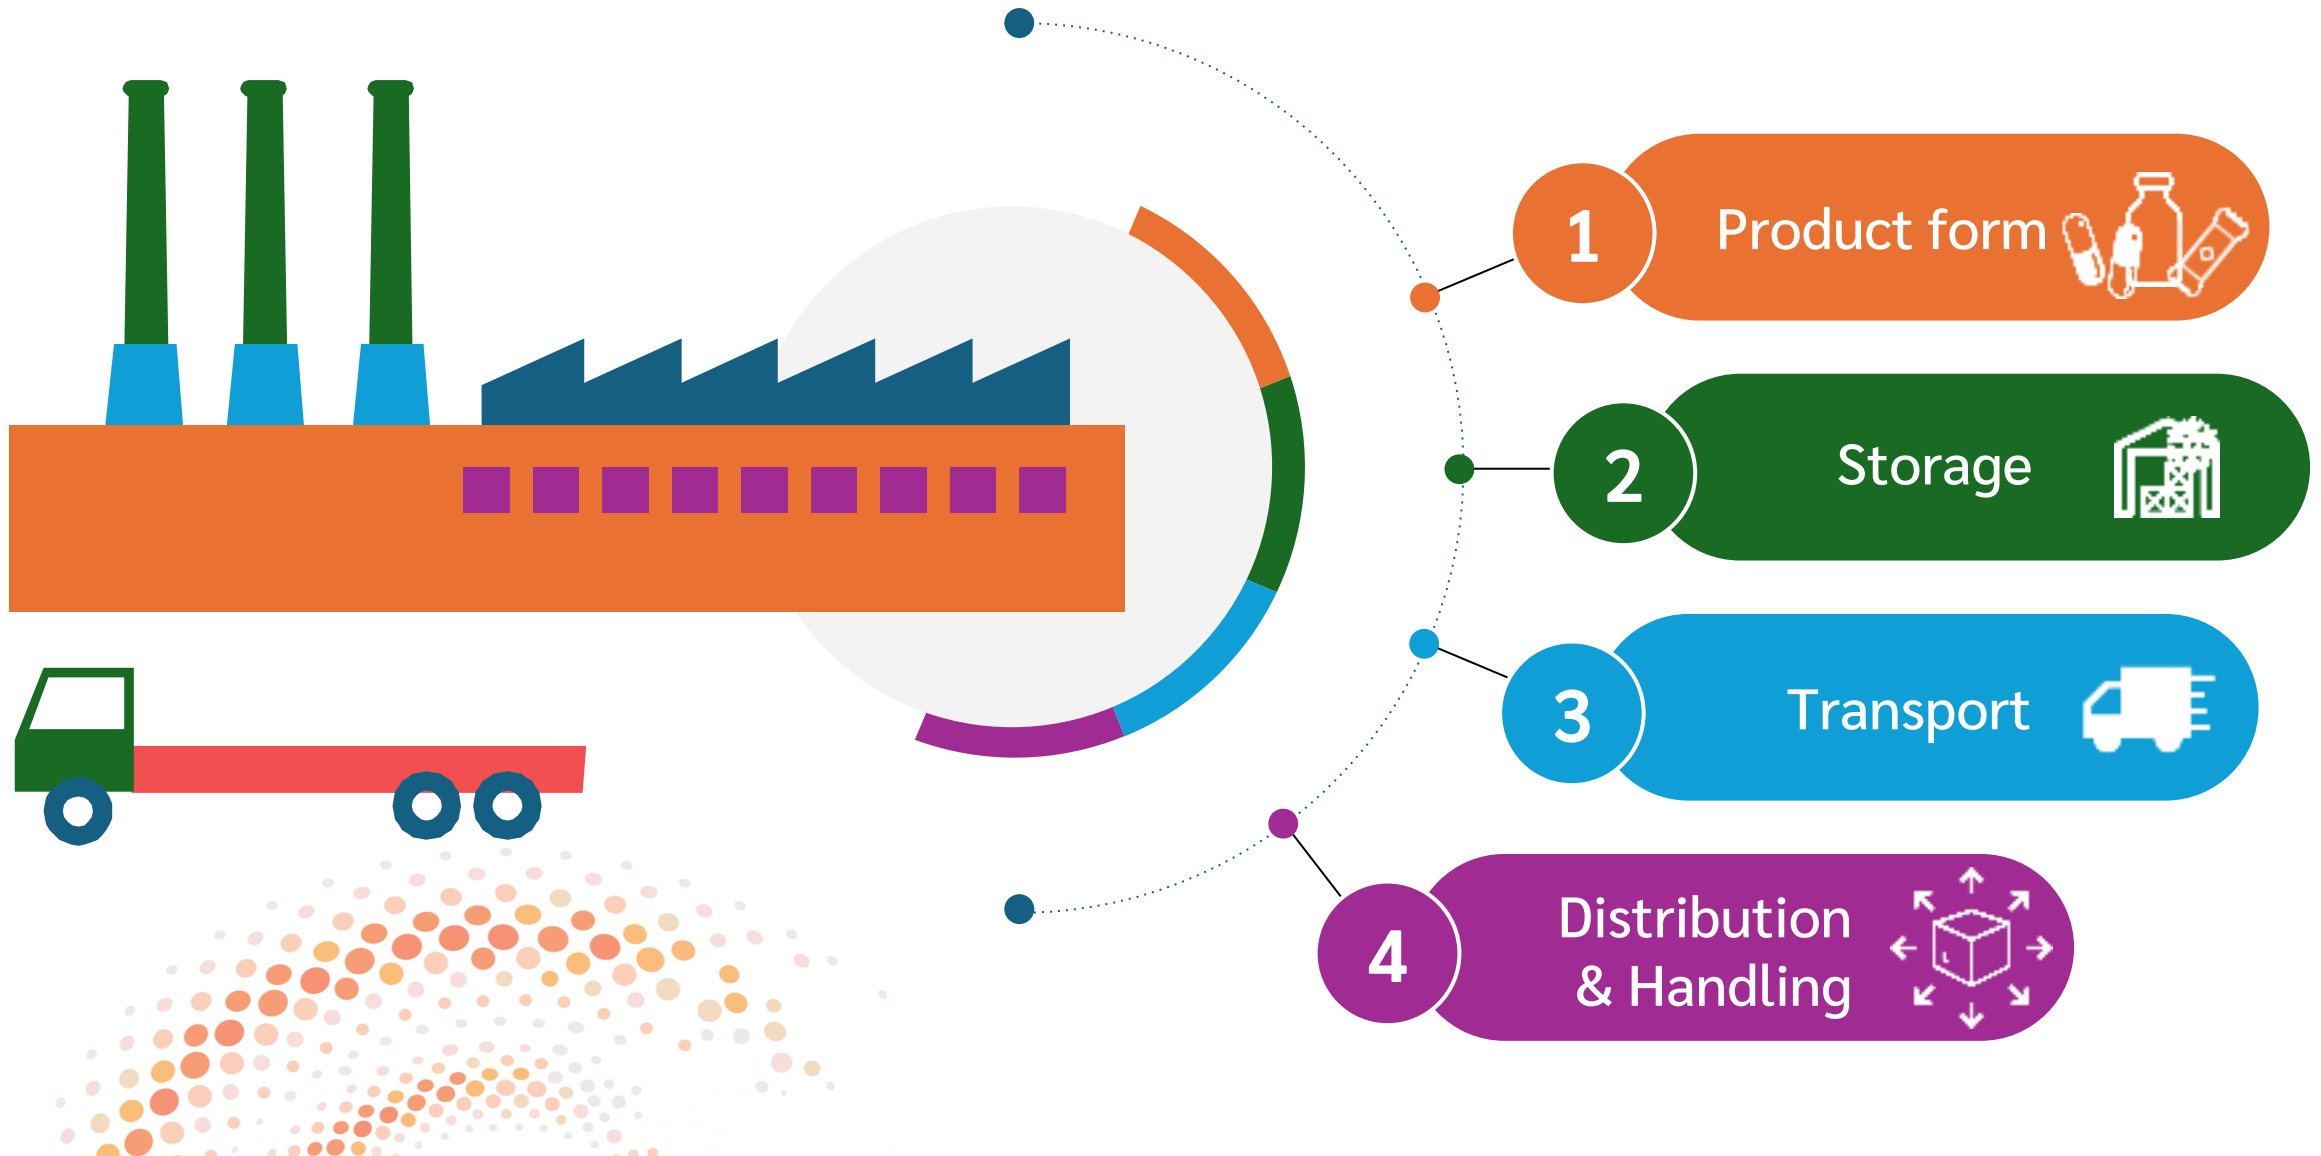 1
Product form
2
Storage
3
Transport
4
Distribution
& Handling